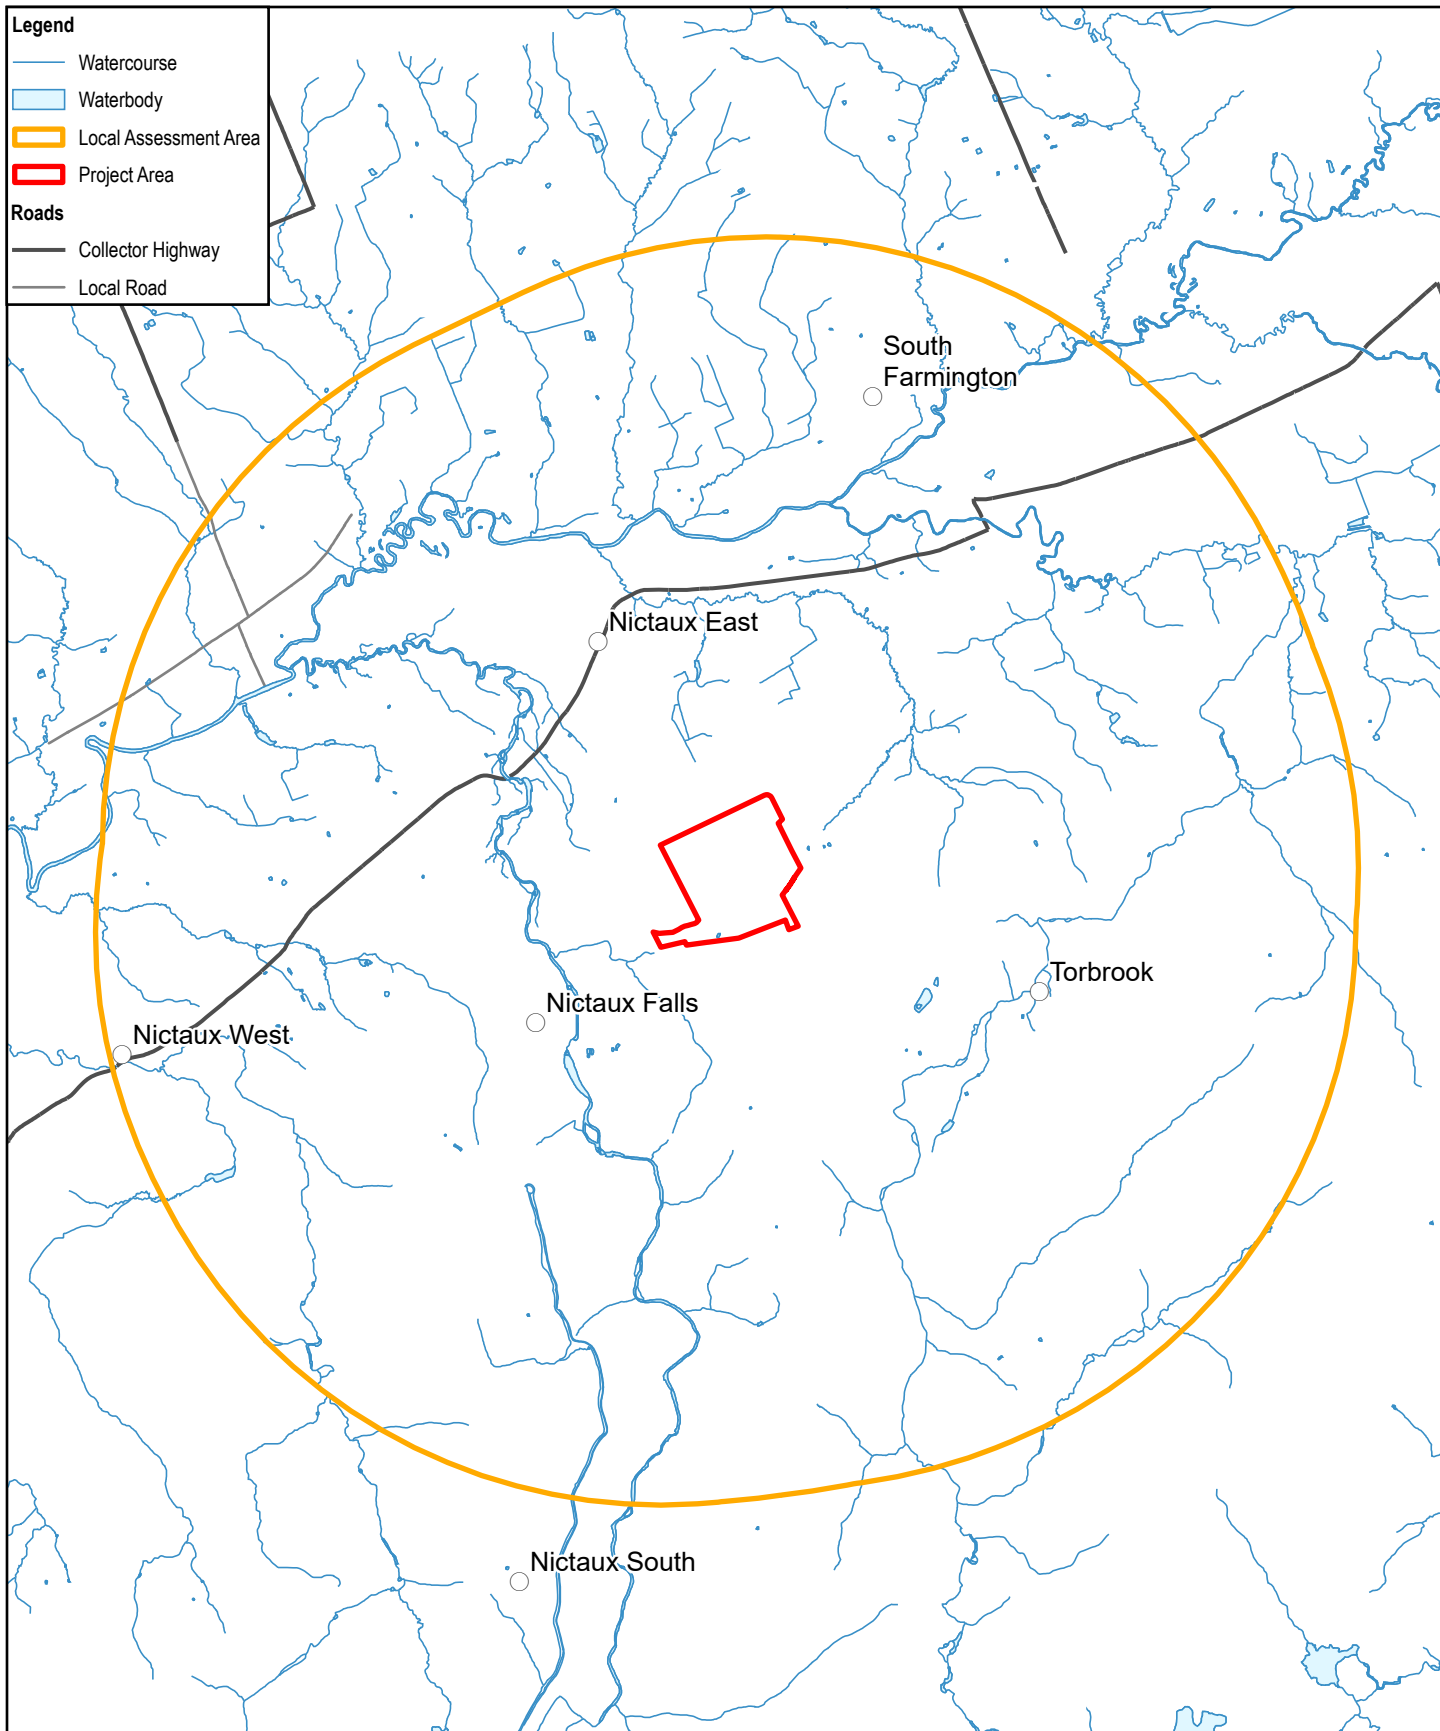 Legend
Watercourse
Waterbody
Local Assessment Area
Project Area
Roads
Collector Highway
Local Road
South
Farmington
Nictaux East
Torbrook
Nictaux Falls
Nictaux West
Nictaux South